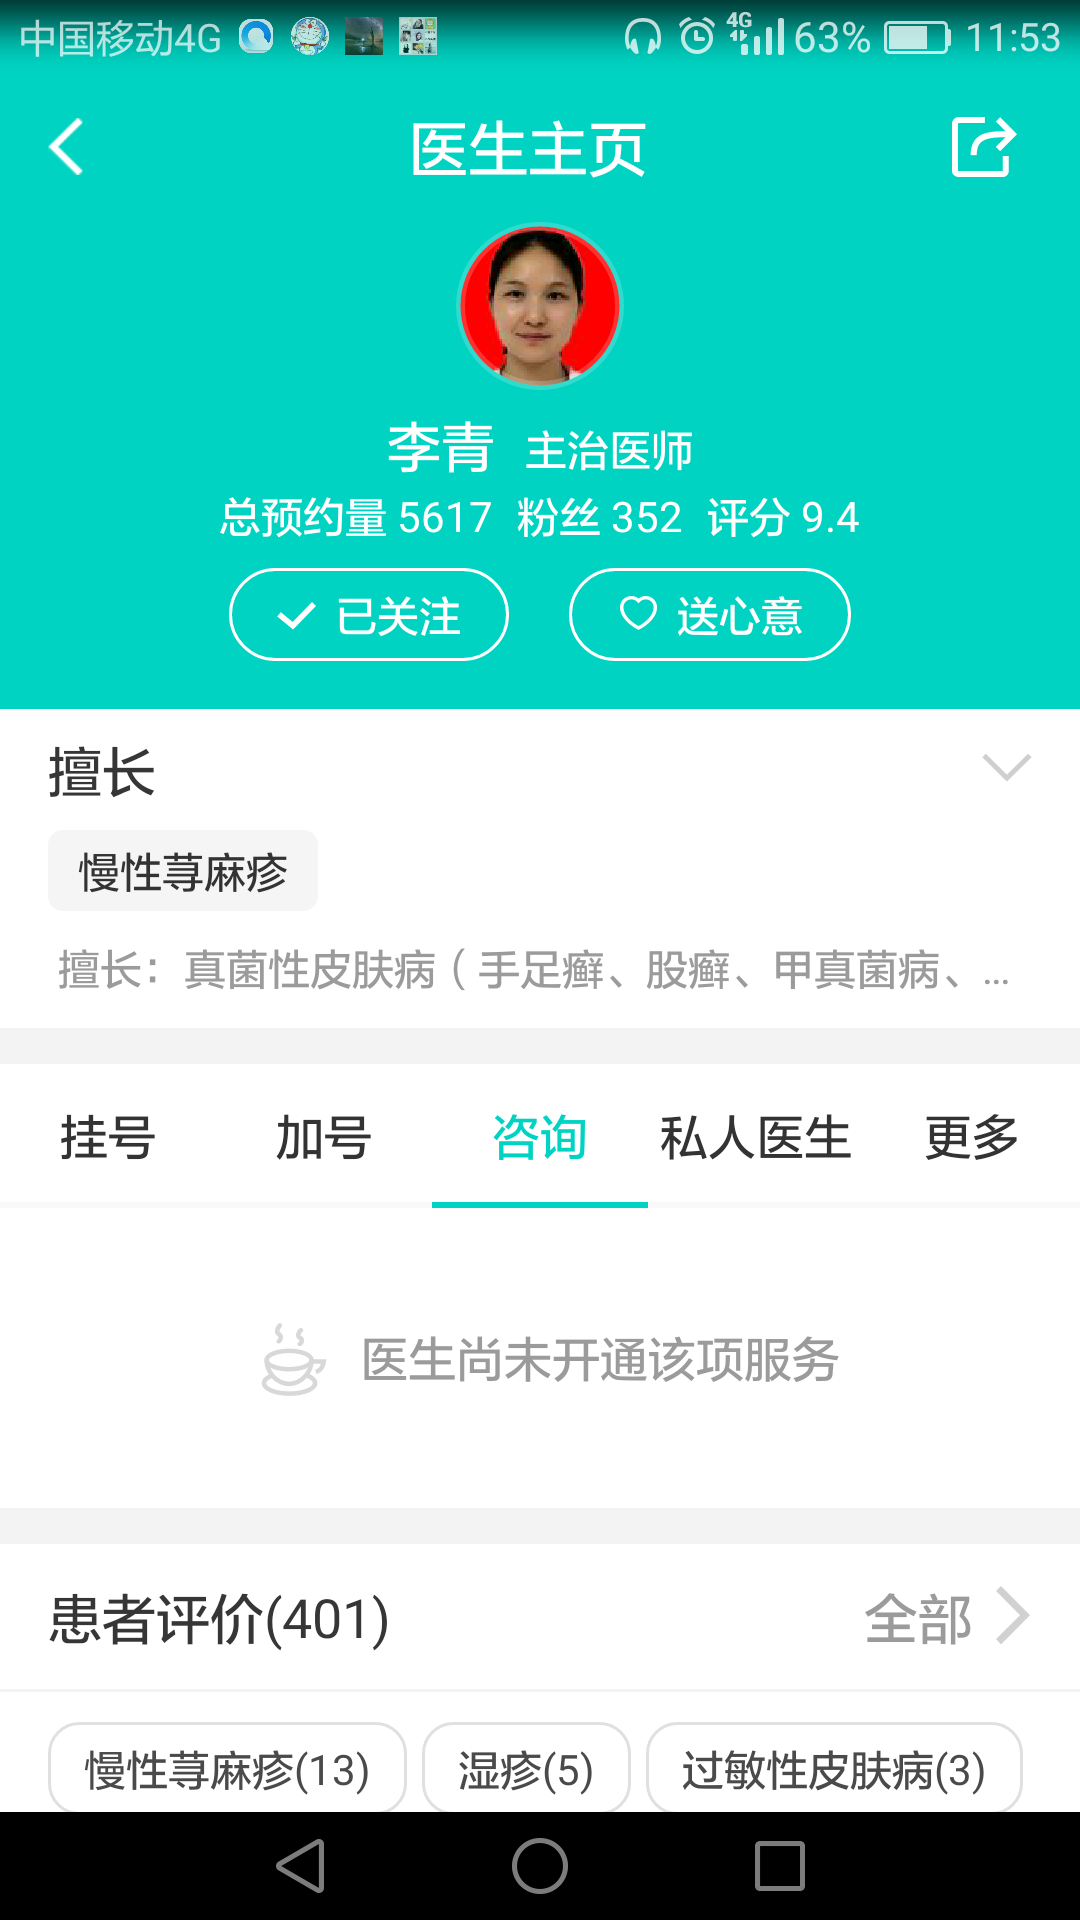 中国移动4G 4G 63% 11:53
医生主页
李青 主治医师
总预约量 5617 粉丝 352 评分 9.4
已关注 送心意
擅长
慢性荨麻疹
擅长：真菌性皮肤病（手足癣、股癣、甲真菌病、...
挂号 加号 咨询 私人医生 更多
医生尚未开通该项服务
患者评价(401) 全部
慢性荨麻疹(13) 湿疹(5) 过敏性皮肤病(3)